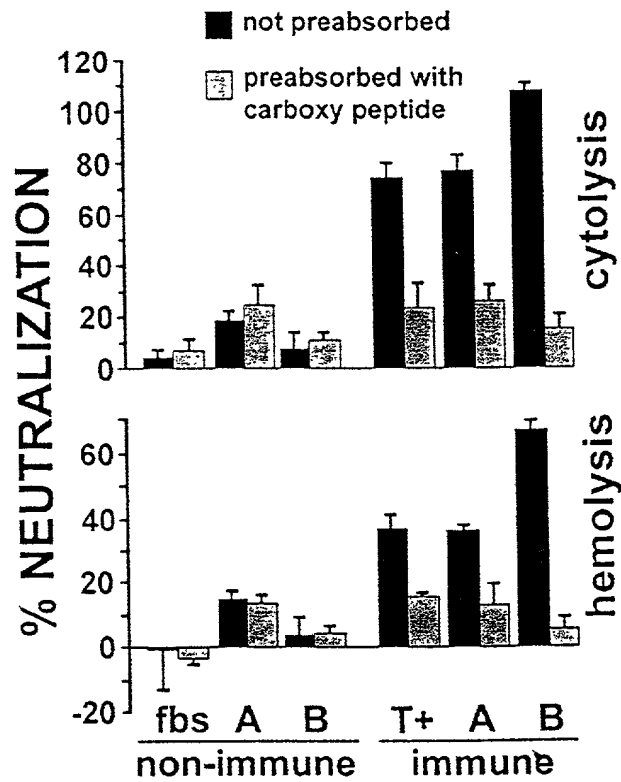 not preabsorbed
preabsorbed with
carboxy peptide
% NEUTRALIZATION
120
100
80
60
40
20
0
cytolysis
60
40
20
0
-20
hemolysis
fbs A B T+ A B
non-immune immune